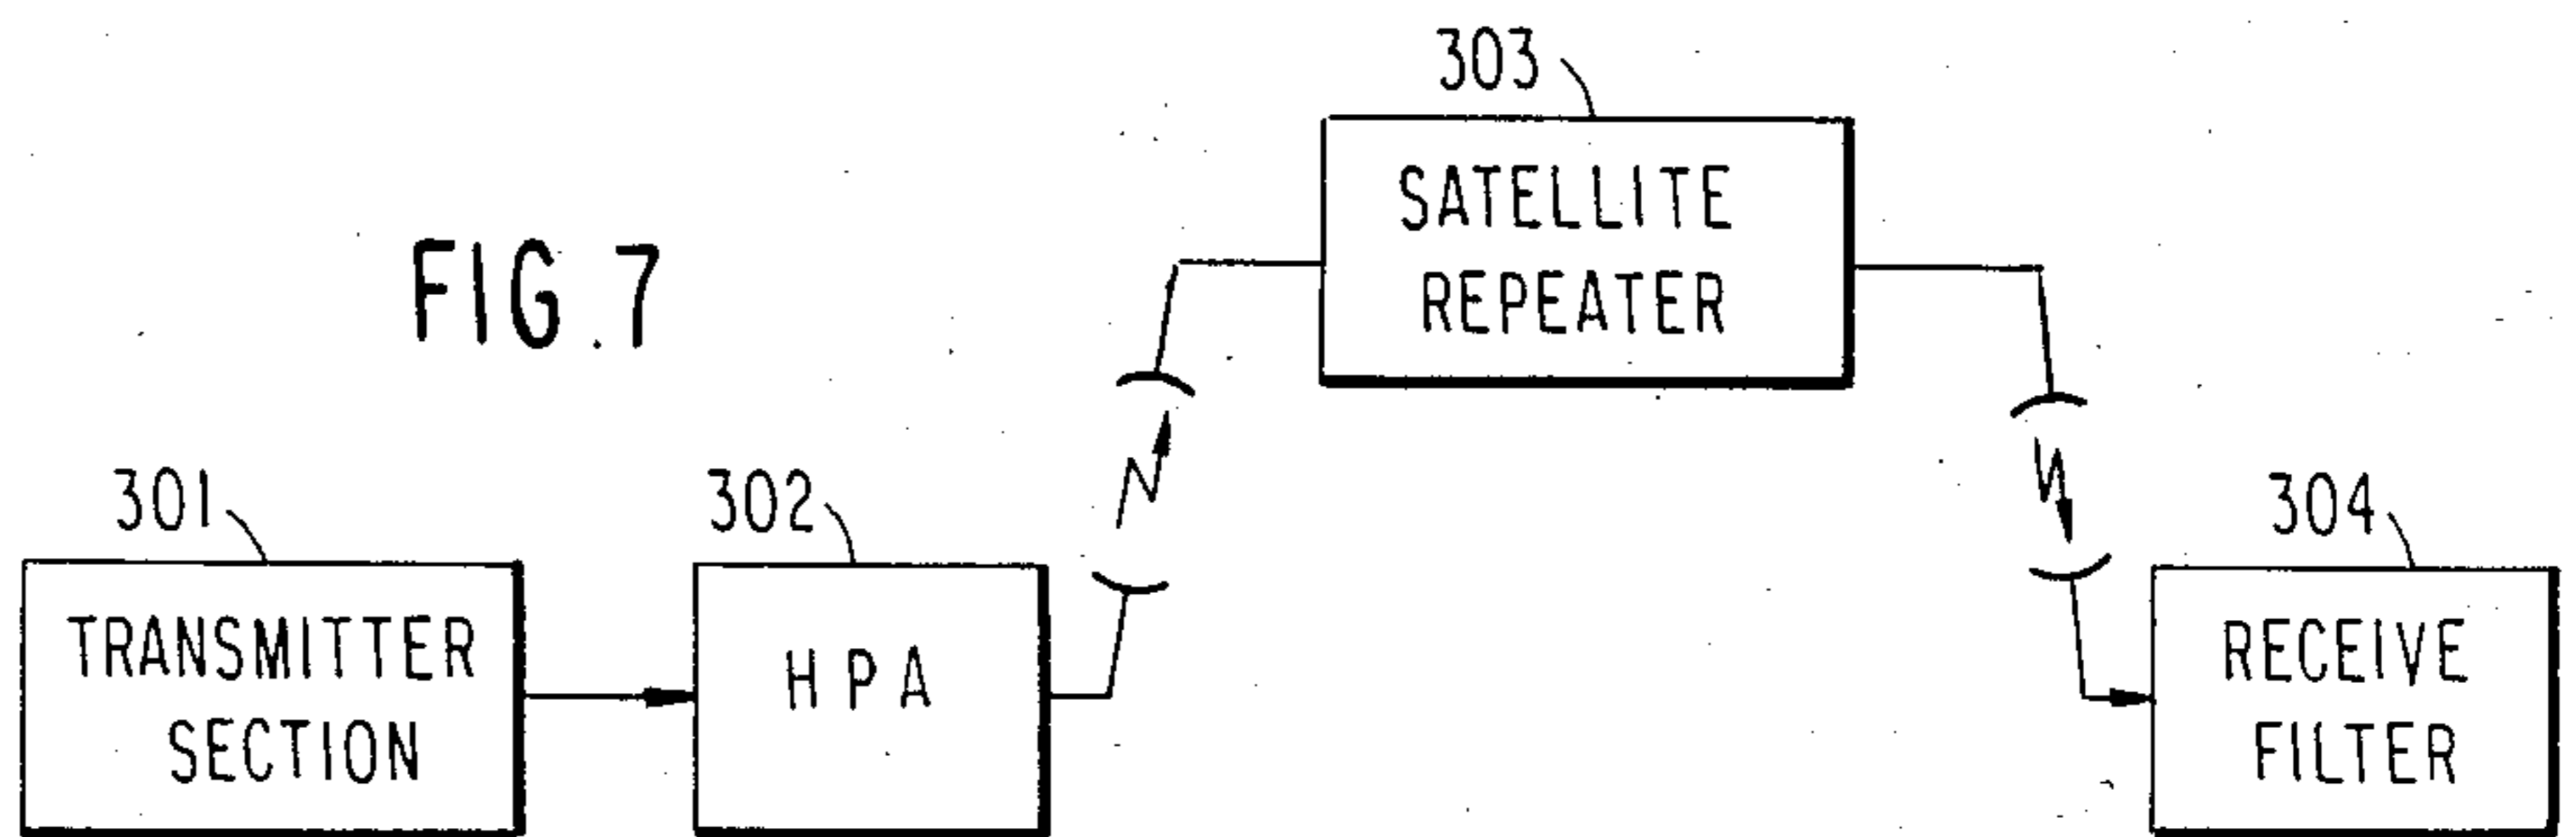 FIG. 7
301
TRANSMITTER
SECTION
302
HPA
303
SATELLITE
REPEATER
304
RECEIVE
FILTER